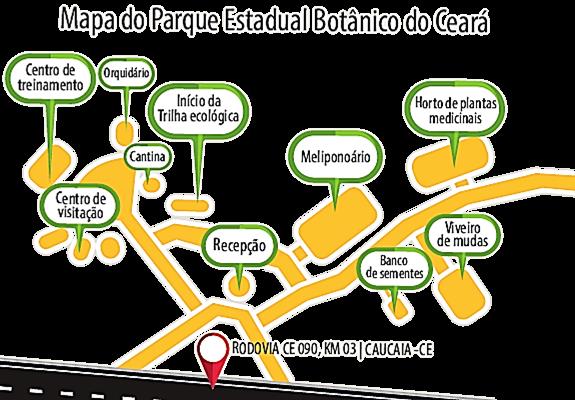 Mapa do Parque Estadual Botânico do Ceará
Centro de
treinamento
Orquidário
Início da
Trilha ecológica
Horto de plantas
medicinais
Cantina
Meliponoário
Centro de
visitação
Recepção
Viveiro
de mudas
Banco
de sementes
RODOVIA CE 090, KM 03 | CAUCAIA -CE